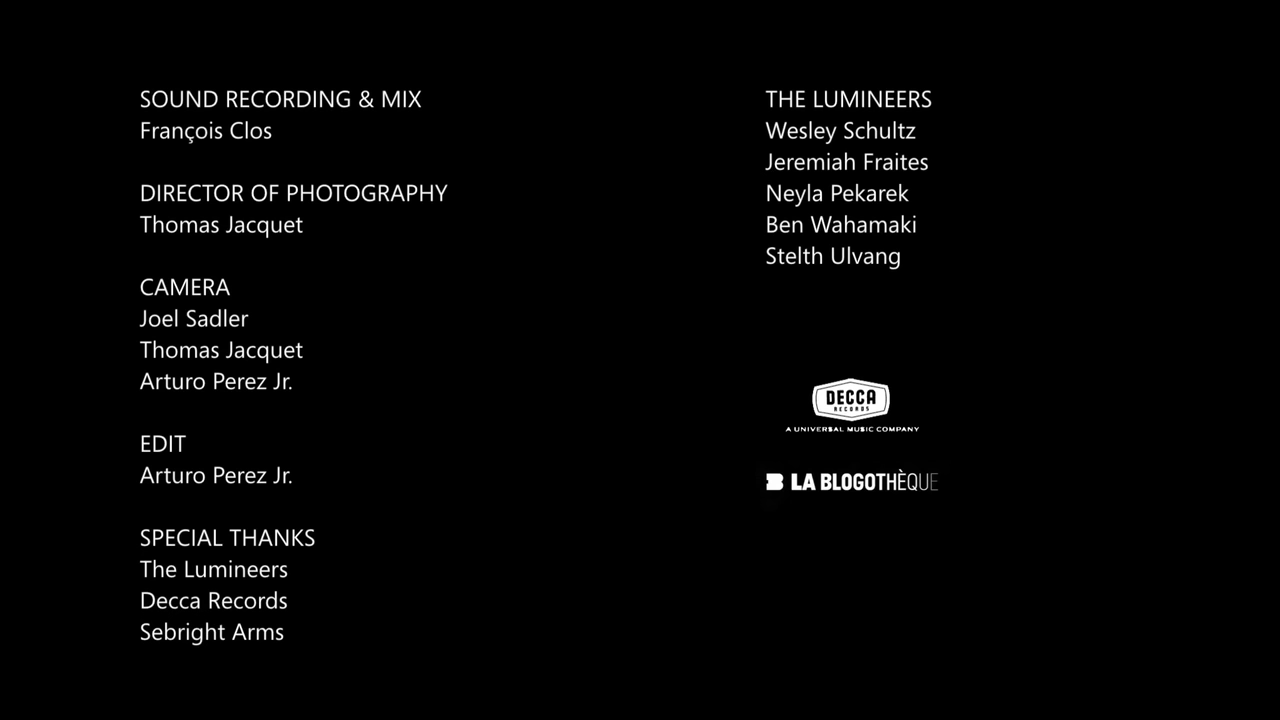 SOUND RECORDING & MIX
François Clos
DIRECTOR OF PHOTOGRAPHY
Thomas Jacquet
CAMERA
Joel Sadler
Thomas Jacquet
Arturo Perez Jr.
EDIT
Arturo Perez Jr.
SPECIAL THANKS
The Lumineers
Decca Records
Sebright Arms
THE LUMINEERS
Wesley Schultz
Jeremiah Fraites
Neyla Pekarek
Ben Wahamaki
Stelth Ulvang
DECCA
RECORDS
A UNIVERSAL MUSIC COMPANY
LA BLOGOTHÈQUE